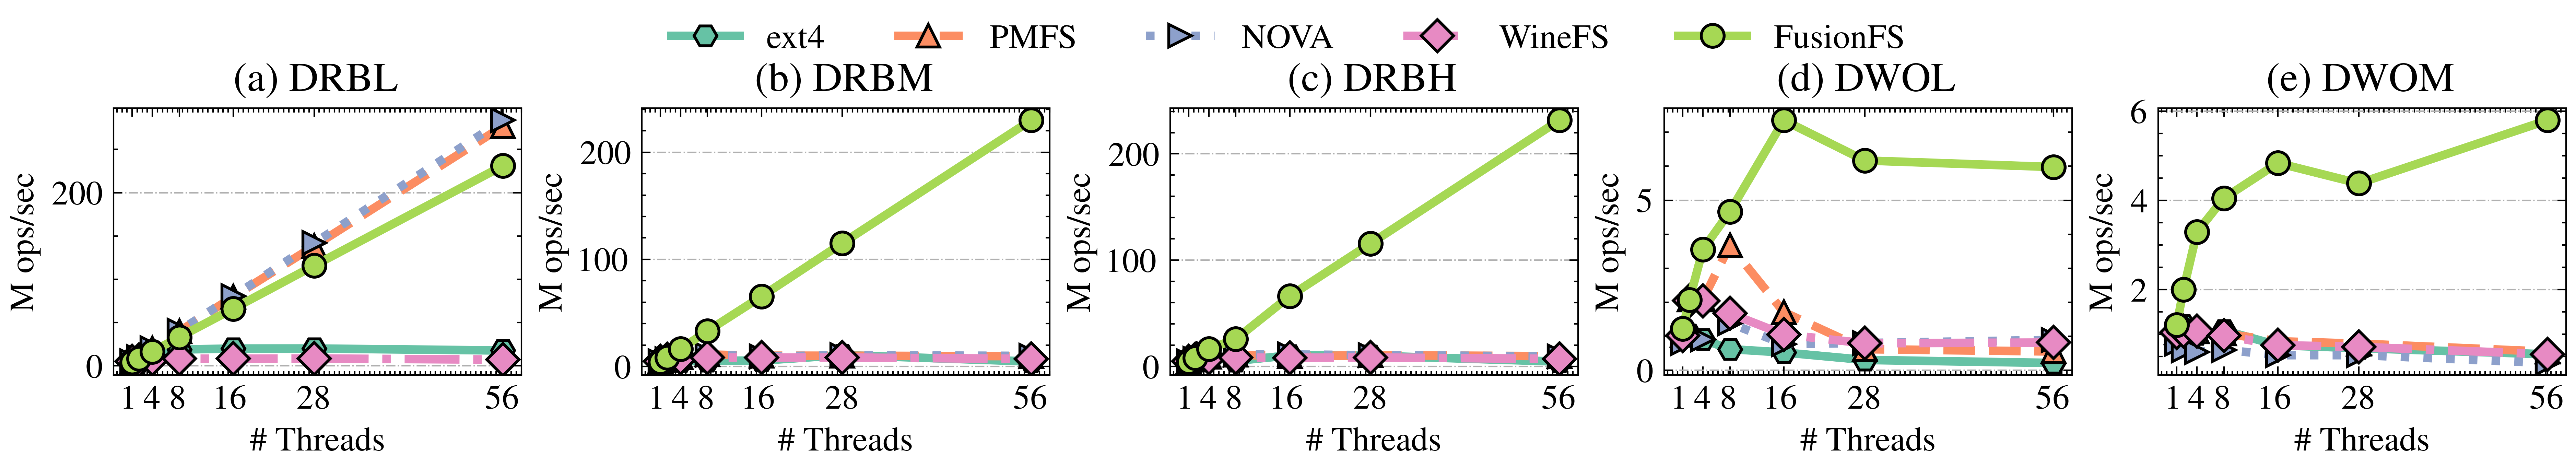 ext4 PMFS NOVA WineFS FusionFS
(a) DRBL
M ops/sec
200
0
1 4 8 16 28 56
# Threads
(b) DRBM
M ops/sec
200
100
0
1 4 8 16 28 56
# Threads
(c) DRBH
M ops/sec
200
100
0
1 4 8 16 28 56
# Threads
(d) DWOL
M ops/sec
5
0
1 4 8 16 28 56
# Threads
(e) DWOM
M ops/sec
6
4
2
1 4 8 16 28 56
# Threads